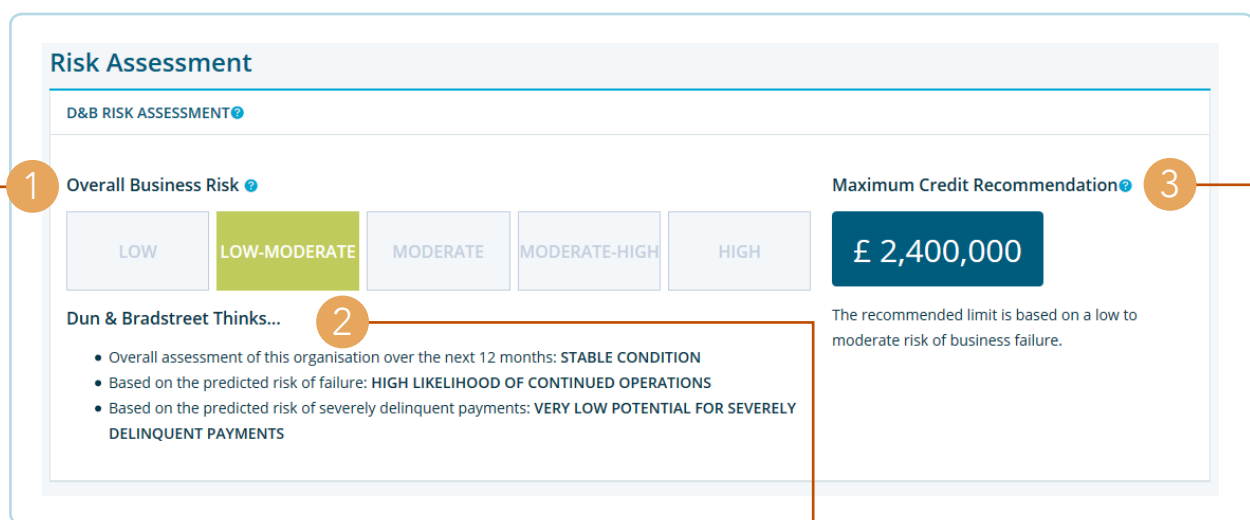 Risk Assessment
D&B RISK ASSESSMENT?
1
Overall Business Risk ?
LOW
LOW-MODERATE
MODERATE
MODERATE-HIGH
HIGH
Dun & Bradstreet Thinks...
2
• Overall assessment of this organisation over the next 12 months: STABLE CONDITION
• Based on the predicted risk of failure: HIGH LIKELIHOOD OF CONTINUED OPERATIONS
• Based on the predicted risk of severely delinquent payments: VERY LOW POTENTIAL FOR SEVERELY
DELINQUENT PAYMENTS
Maximum Credit Recommendation?
3
£ 2,400,000
The recommended limit is based on a low to
moderate risk of business failure.